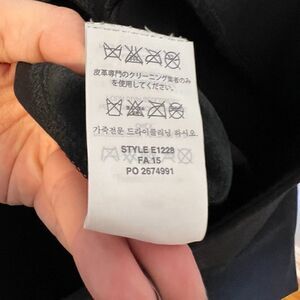 皮革専門のクリーニング業者のみ
を使用してください。
가죽전문 드라이클리닝 하시오
STYLE E1228
FA 15
PO 2674991